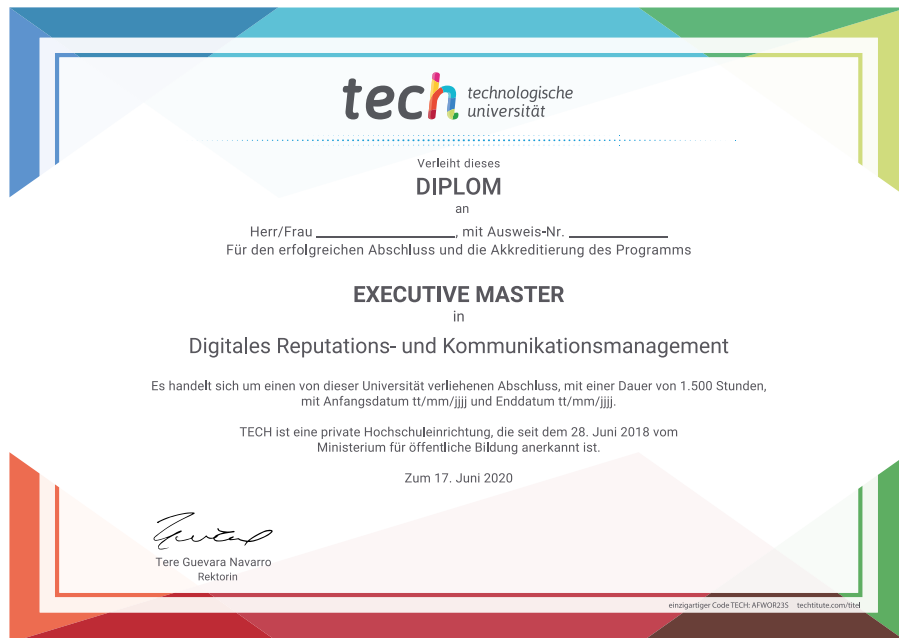 tech technologische
universität
Verleiht dieses
DIPLOM
an
Herr/Frau ____________________, mit Ausweis-Nr. ______________
Für den erfolgreichen Abschluss und die Akkreditierung des Programms
EXECUTIVE MASTER
in
Digitales Reputations- und Kommunikationsmanagement
Es handelt sich um einen von dieser Universität verliehenen Abschluss, mit einer Dauer von 1.500 Stunden,
mit Anfangsdatum tt/mm/jjjj und Enddatum tt/mm/jjjj.
TECH ist eine private Hochschuleinrichtung, die seit dem 28. Juni 2018 vom
Ministerium für öffentliche Bildung anerkannt ist.
Zum 17. Juni 2020
Tere Guevara Navarro
Rektorin
einzigartiger Code TECH: AFWOR23S techtitute.com/titel